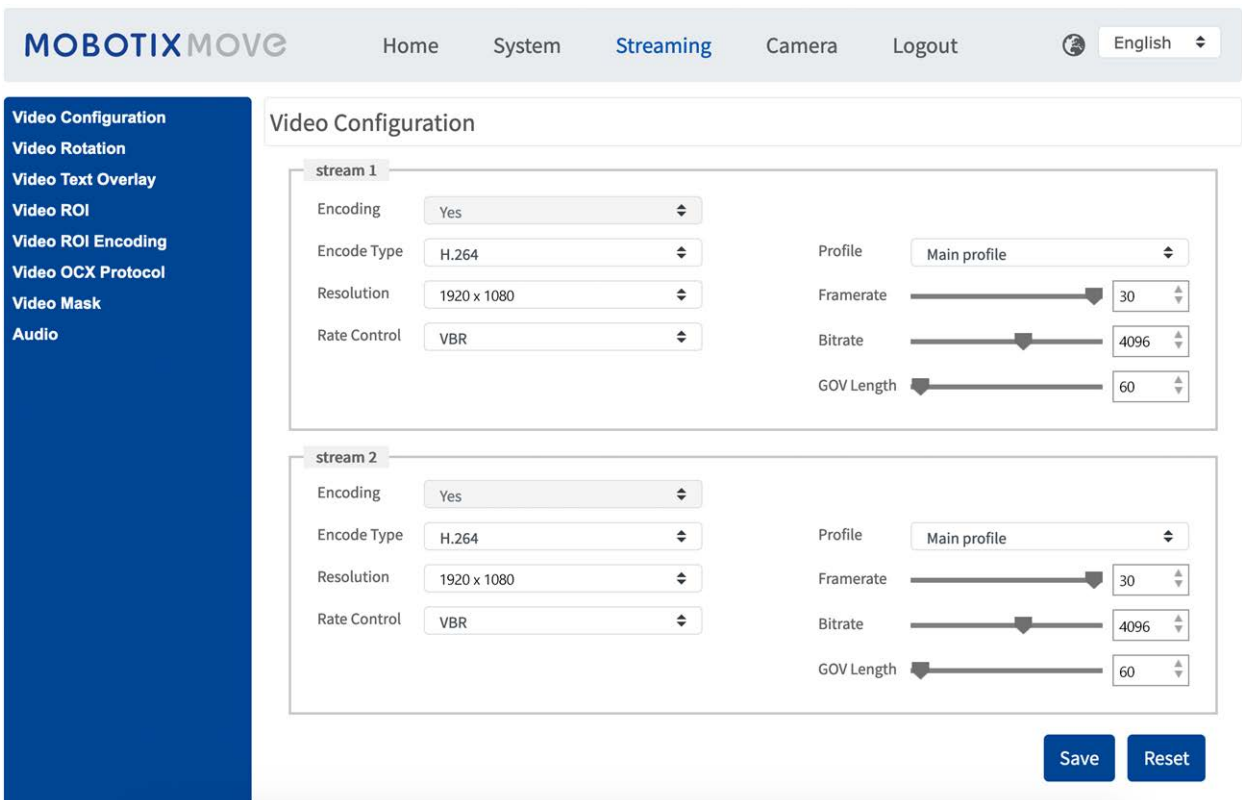 MOBOTIX MOVE Home System Streaming Camera Logout English
Video Configuration
Video Rotation
Video Text Overlay
Video ROI
Video ROI Encoding
Video OCX Protocol
Video Mask
Audio
Video Configuration
stream 1
Encoding Yes
Encode Type H.264 Profile Main profile
Resolution 1920 x 1080 Framerate 30
Rate Control VBR Bitrate 4096
GOV Length 60
stream 2
Encoding Yes
Encode Type H.264 Profile Main profile
Resolution 1920 x 1080 Framerate 30
Rate Control VBR Bitrate 4096
GOV Length 60
Save Reset